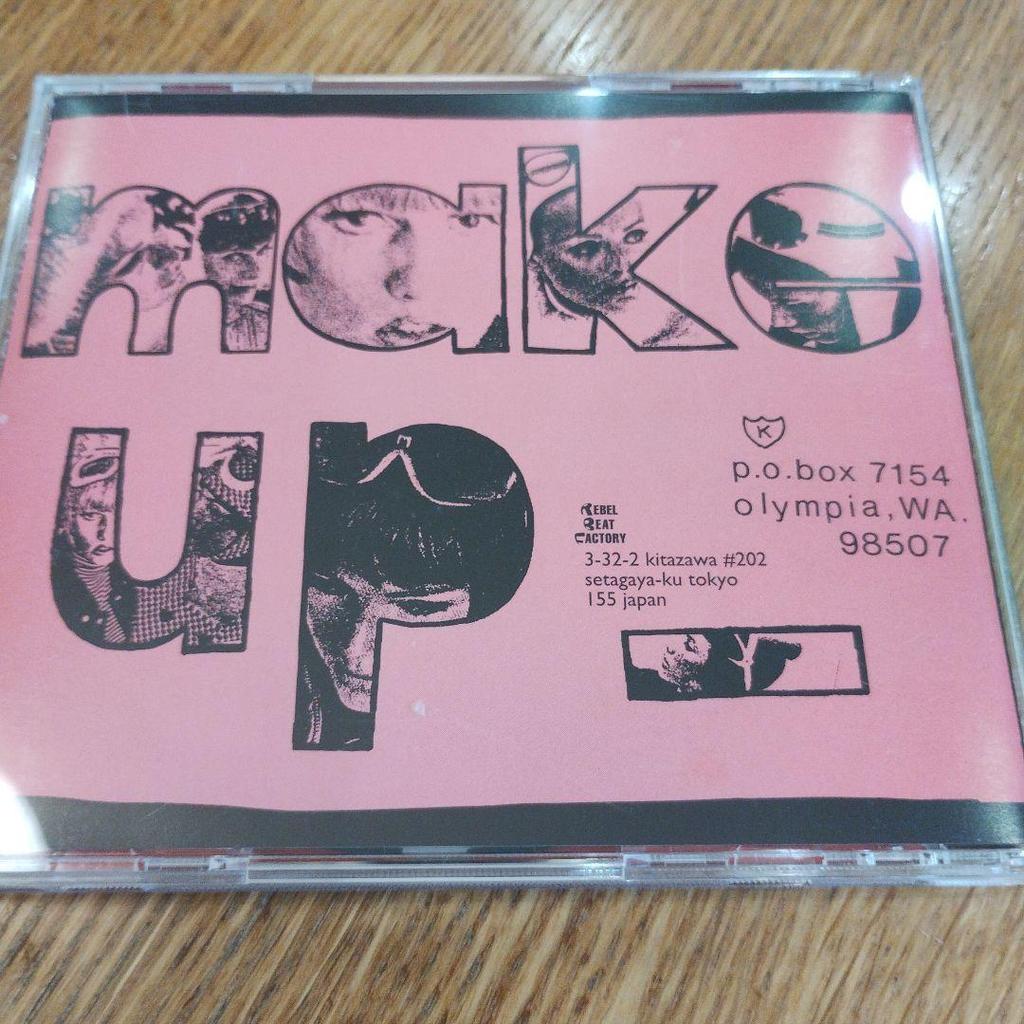 make
up
K
p.o.box 7154
olympia, WA.
98507
REBEL
BEAT
FACTORY
3-32-2 kitazawa #202
setagaya-ku tokyo
155 japan